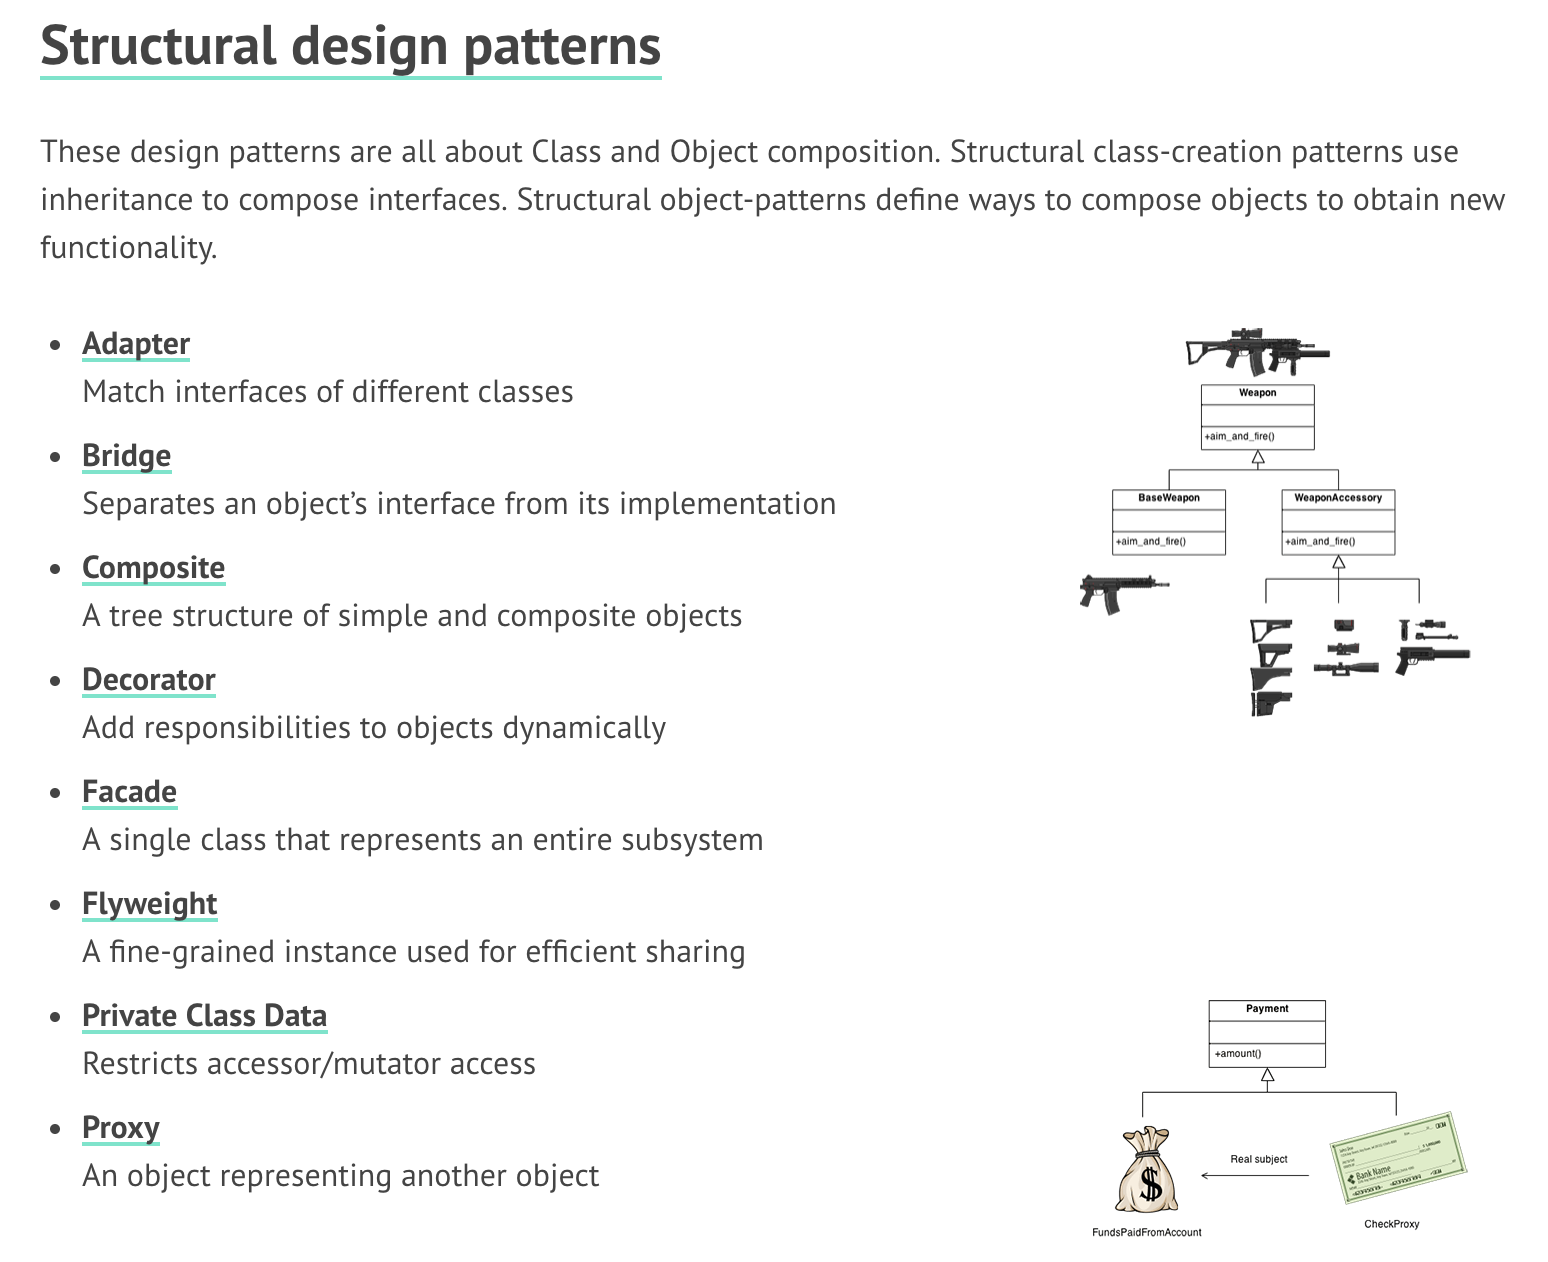 Structural design patterns
These design patterns are all about Class and Object composition. Structural class-creation patterns use
inheritance to compose interfaces. Structural object-patterns define ways to compose objects to obtain new
functionality.
Adapter
Match interfaces of different classes
Bridge
Separates an object’s interface from its implementation
Composite
A tree structure of simple and composite objects
Decorator
Add responsibilities to objects dynamically
Facade
A single class that represents an entire subsystem
Flyweight
A fine-grained instance used for efficient sharing
Private Class Data
Restricts accessor/mutator access
Proxy
An object representing another object
Weapon
+aim_and_fire()
BaseWeapon
+aim_and_fire()
WeaponAccessory
+aim_and_fire()
Payment
+amount()
Real subject
$
Bank Name
FundsPaidFromAccount
CheckProxy